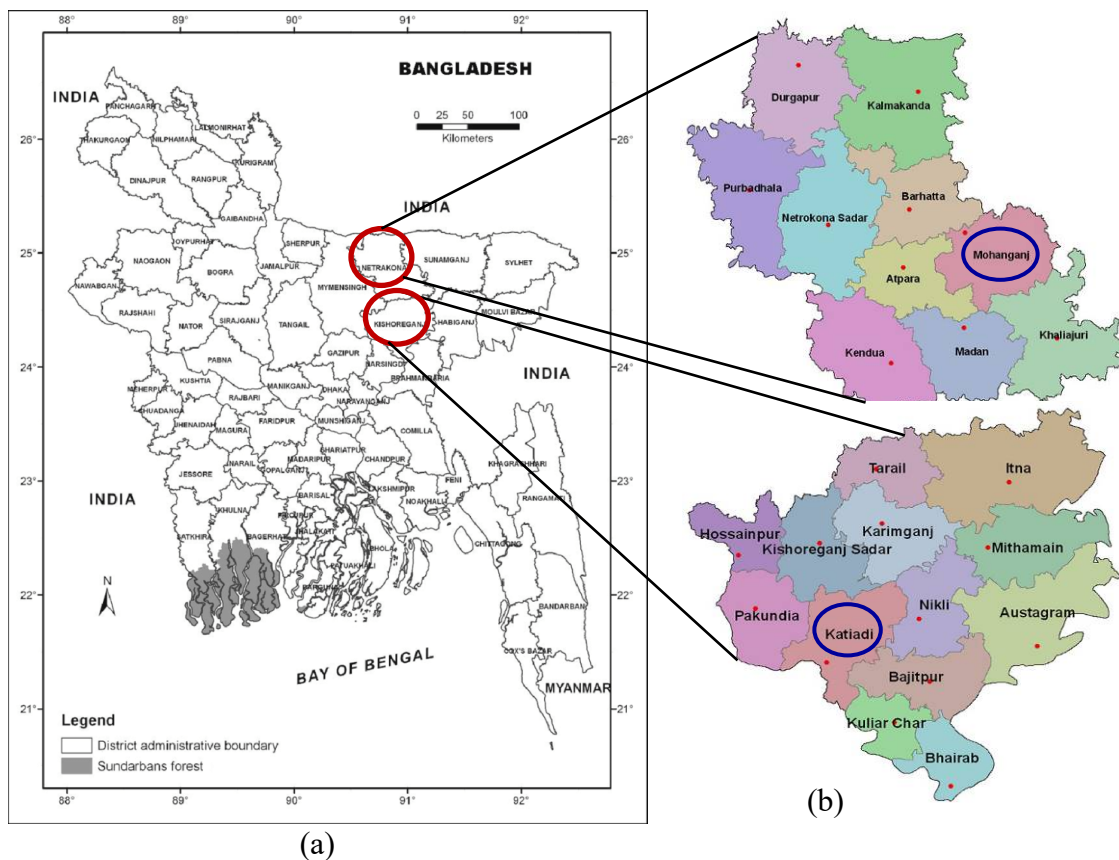 88° 89° 90° 91° 92°
BANGLADESH
INDIA
0 25 50 100
Kilometers
PANCHAGARH
THAKURGAON
NILPHAMARI
LALMONIRHAT
KURIGRAM
DINAJPUR
RANGPUR
GAIBANDHA
INDIA
JOYPURHAT
SHERPUR
NETRAKONA
SUNAMGANJ
SYLHET
NAOGAON
BOGRA
JAMALPUR
MYMENSINGH
NAWABGANJ
RAJSHAHI
NATOR
SIRAJGANJ
TANGAIL
KISHOREGANJ
HABIGANJ
MOULVI BAZAR
GAZIPUR
NARSINGDI
PABNA
BRAHMANBARIA
INDIA
MEHERPUR
KUSHTIA
MANIKGANJ
DHAKA
RAJBARI
NARAYANGANJ
CHUADANGA
JHENAIDAH
MAGURA
FARIDPUR
MUNSHIGANJ
COMILLA
SHARIATPUR
JESSORE
NARAIL
GOPALGANJ
MADARIPUR
CHANDPUR
KHAGRACHHARI
INDIA
LAKSHMIPUR
FENI
NOAKHALI
RANGAMATI
KHULNA
BARISAL
SATKHIRA
BAGERHAT
PIROJPUR
JHALAKATI
BHOLA
CHITTAGONG
PATUAKHALI
BARGUNA
BANDARBAN
COX'S BAZAR
BAY OF BENGAL
MYANMAR
N
26°
25°
24°
23°
22°
21°
26°
25°
24°
23°
22°
21°
Legend
District administrative boundary
Sundarbans forest
88° 89° 90° 91° 92°
(a)
Durgapur
Kalmakanda
Purbadhala
Netrokona Sadar
Barhatta
Mohanganj
Atpara
Khaliajuri
Kendua
Madan
Tarail
Itna
Hossainpur
Kishoreganj Sadar
Karimganj
Mithamain
Pakundia
Katiadi
Nikli
Austagram
Bajitpur
Kuliar Char
Bhairab
(b)